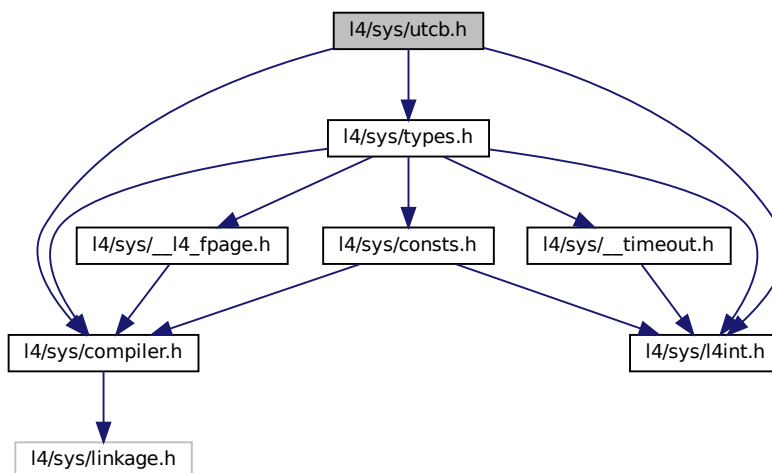 l4/sys/utcb.h
l4/sys/types.h
l4/sys/__l4_fpage.h
l4/sys/consts.h
l4/sys/__timeout.h
l4/sys/compiler.h
l4/sys/l4int.h
l4/sys/linkage.h